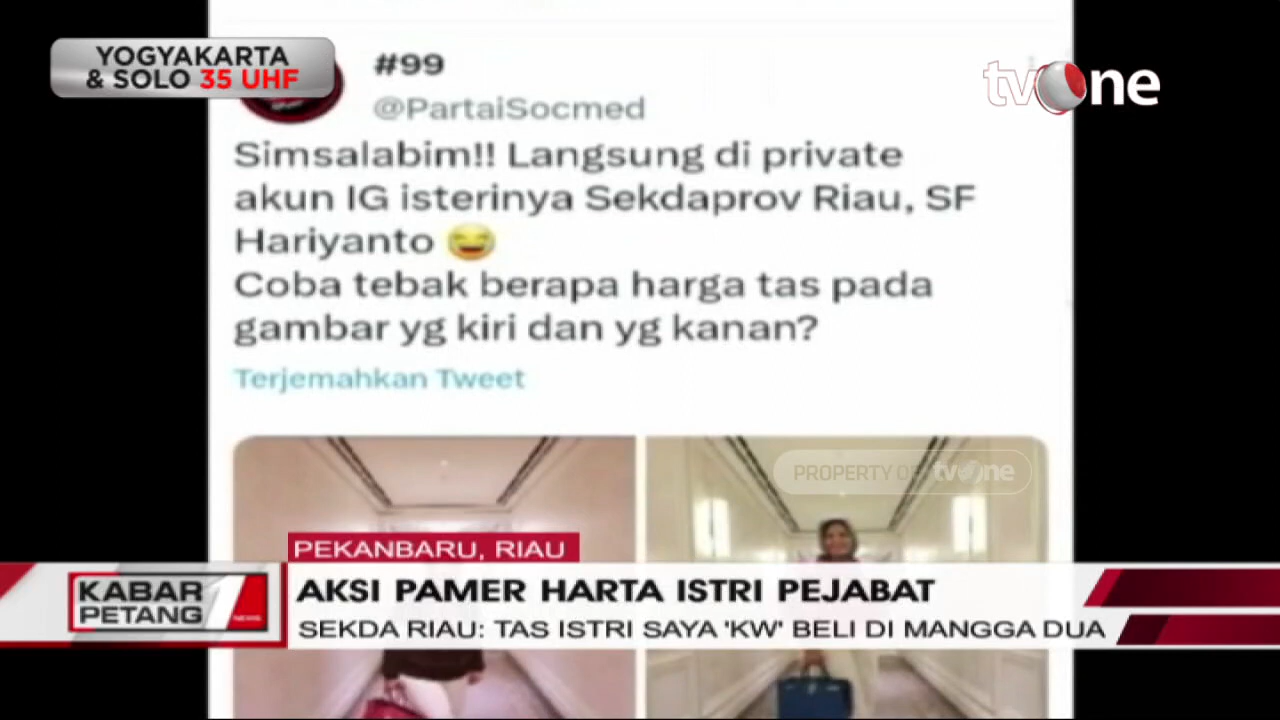 YOGYAKARTA
& SOLO 35 UHF
tvOne
#99
@PartaiSocmed
Simsalabim!! Langsung di private
akun IG isterinya Sekdaprov Riau, SF
Hariyanto 😆
Coba tebak berapa harga tas pada
gambar yg kiri dan yg kanan?
Terjemahkan Tweet
PROPERTY OF tvOne
PEKANBARU, RIAU
KABAR
PETANG
NEWS
AKSI PAMER HARTA ISTRI PEJABAT
SEKDA RIAU: TAS ISTRI SAYA 'KW' BELI DI MANGGA DUA